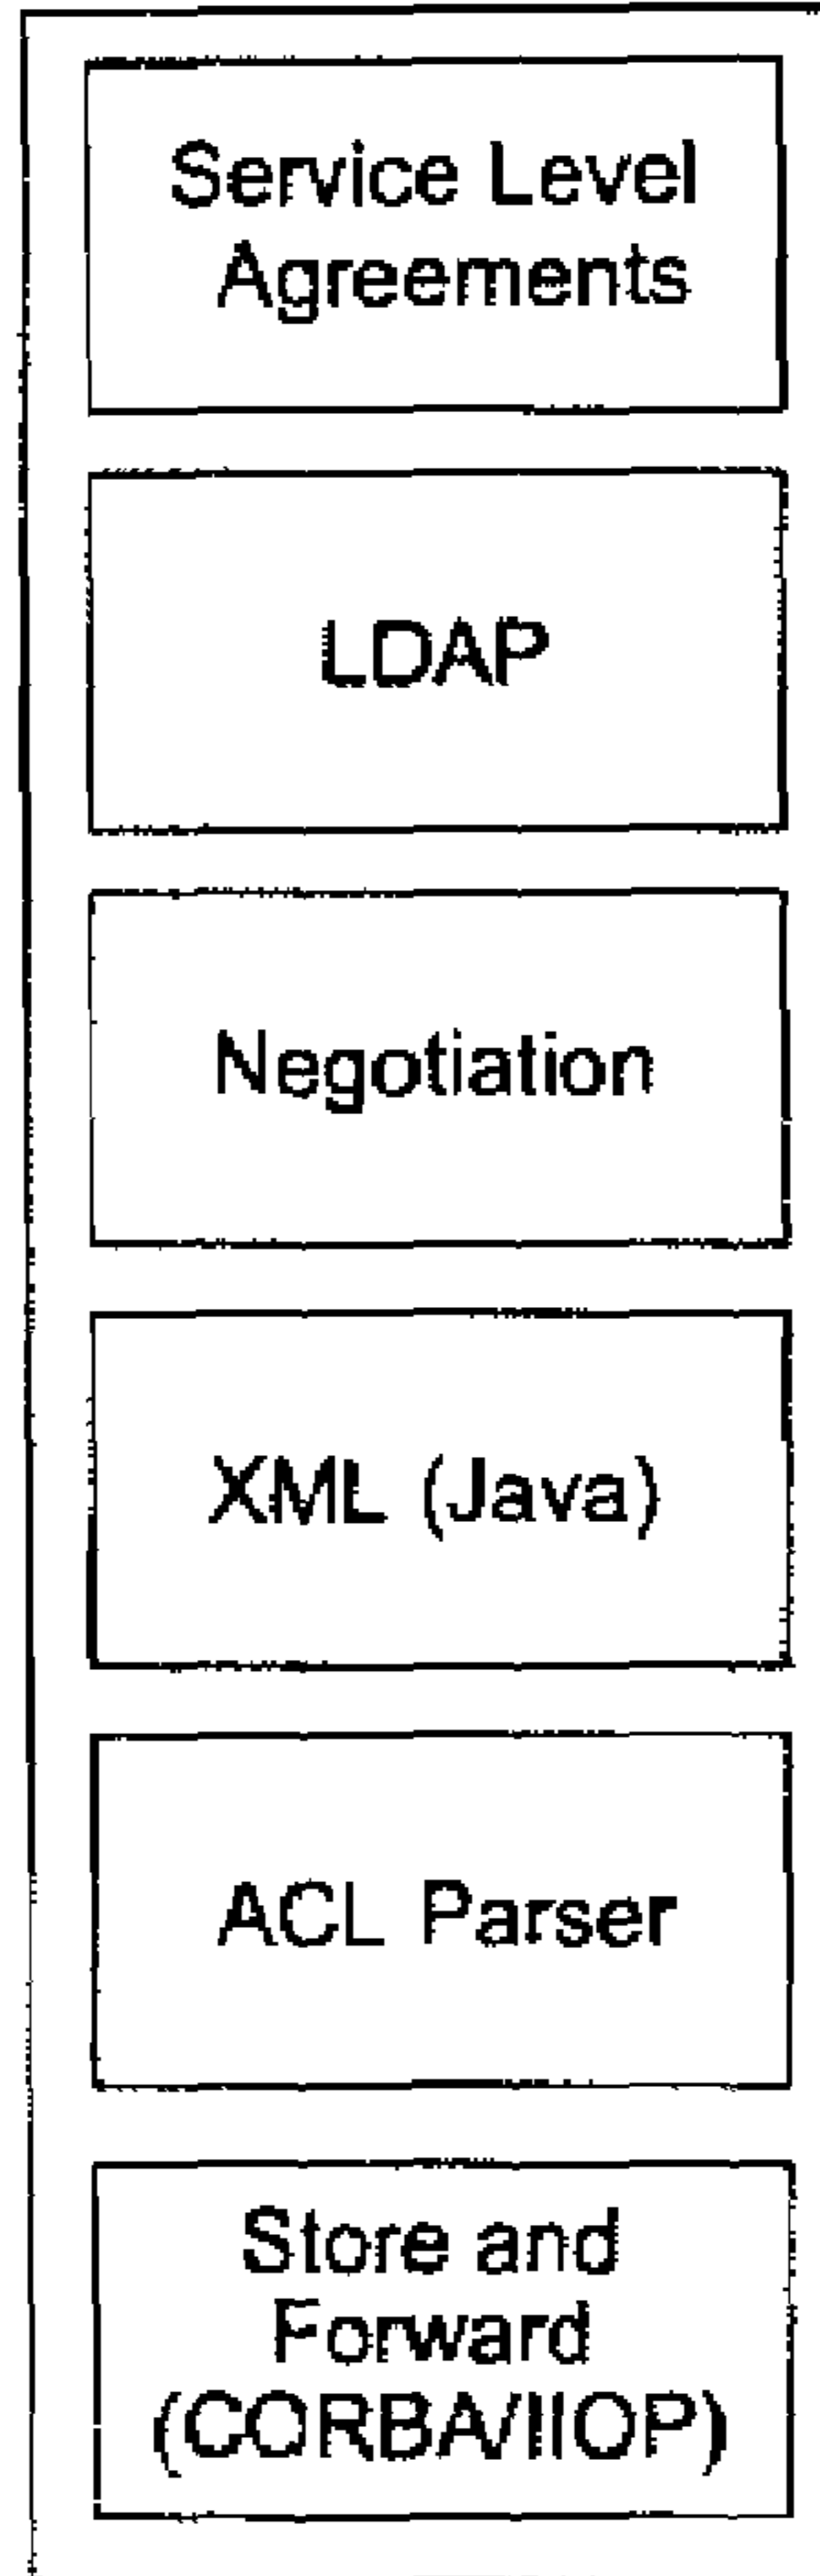 Service Level
Agreements
LDAP
Negotiation
XML (Java)
ACL Parser
Store and
Forward
(CORBA/IIOP)